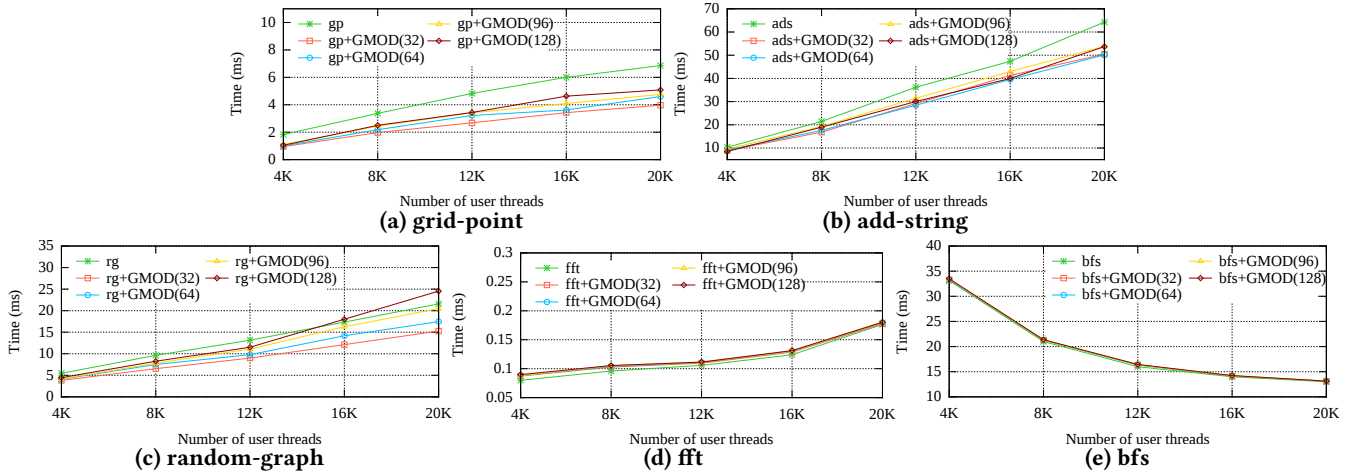 11
10
8
6
4
2
0
Time (ms)
gp
gp+GMOD(32)
gp+GMOD(64)
gp+GMOD(96)
gp+GMOD(128)
4K 8K 12K 16K 20K
Number of user threads
(a) grid-point
70
60
50
40
30
20
10
Time (ms)
ads
ads+GMOD(32)
ads+GMOD(64)
ads+GMOD(96)
ads+GMOD(128)
4K 8K 12K 16K 20K
Number of user threads
(b) add-string
35
30
25
20
15
10
5
0
Time (ms)
rg
rg+GMOD(32)
rg+GMOD(64)
rg+GMOD(96)
rg+GMOD(128)
4K 8K 12K 16K 20K
Number of user threads
(c) random-graph
0.3
0.25
0.2
0.15
0.1
0.05
Time (ms)
fft
fft+GMOD(32)
fft+GMOD(64)
fft+GMOD(96)
fft+GMOD(128)
4K 8K 12K 16K 20K
Number of user threads
(d) fft
40
35
30
25
20
15
10
Time (ms)
bfs
bfs+GMOD(32)
bfs+GMOD(64)
bfs+GMOD(96)
bfs+GMOD(128)
4K 8K 12K 16K 20K
Number of user threads
(e) bfs